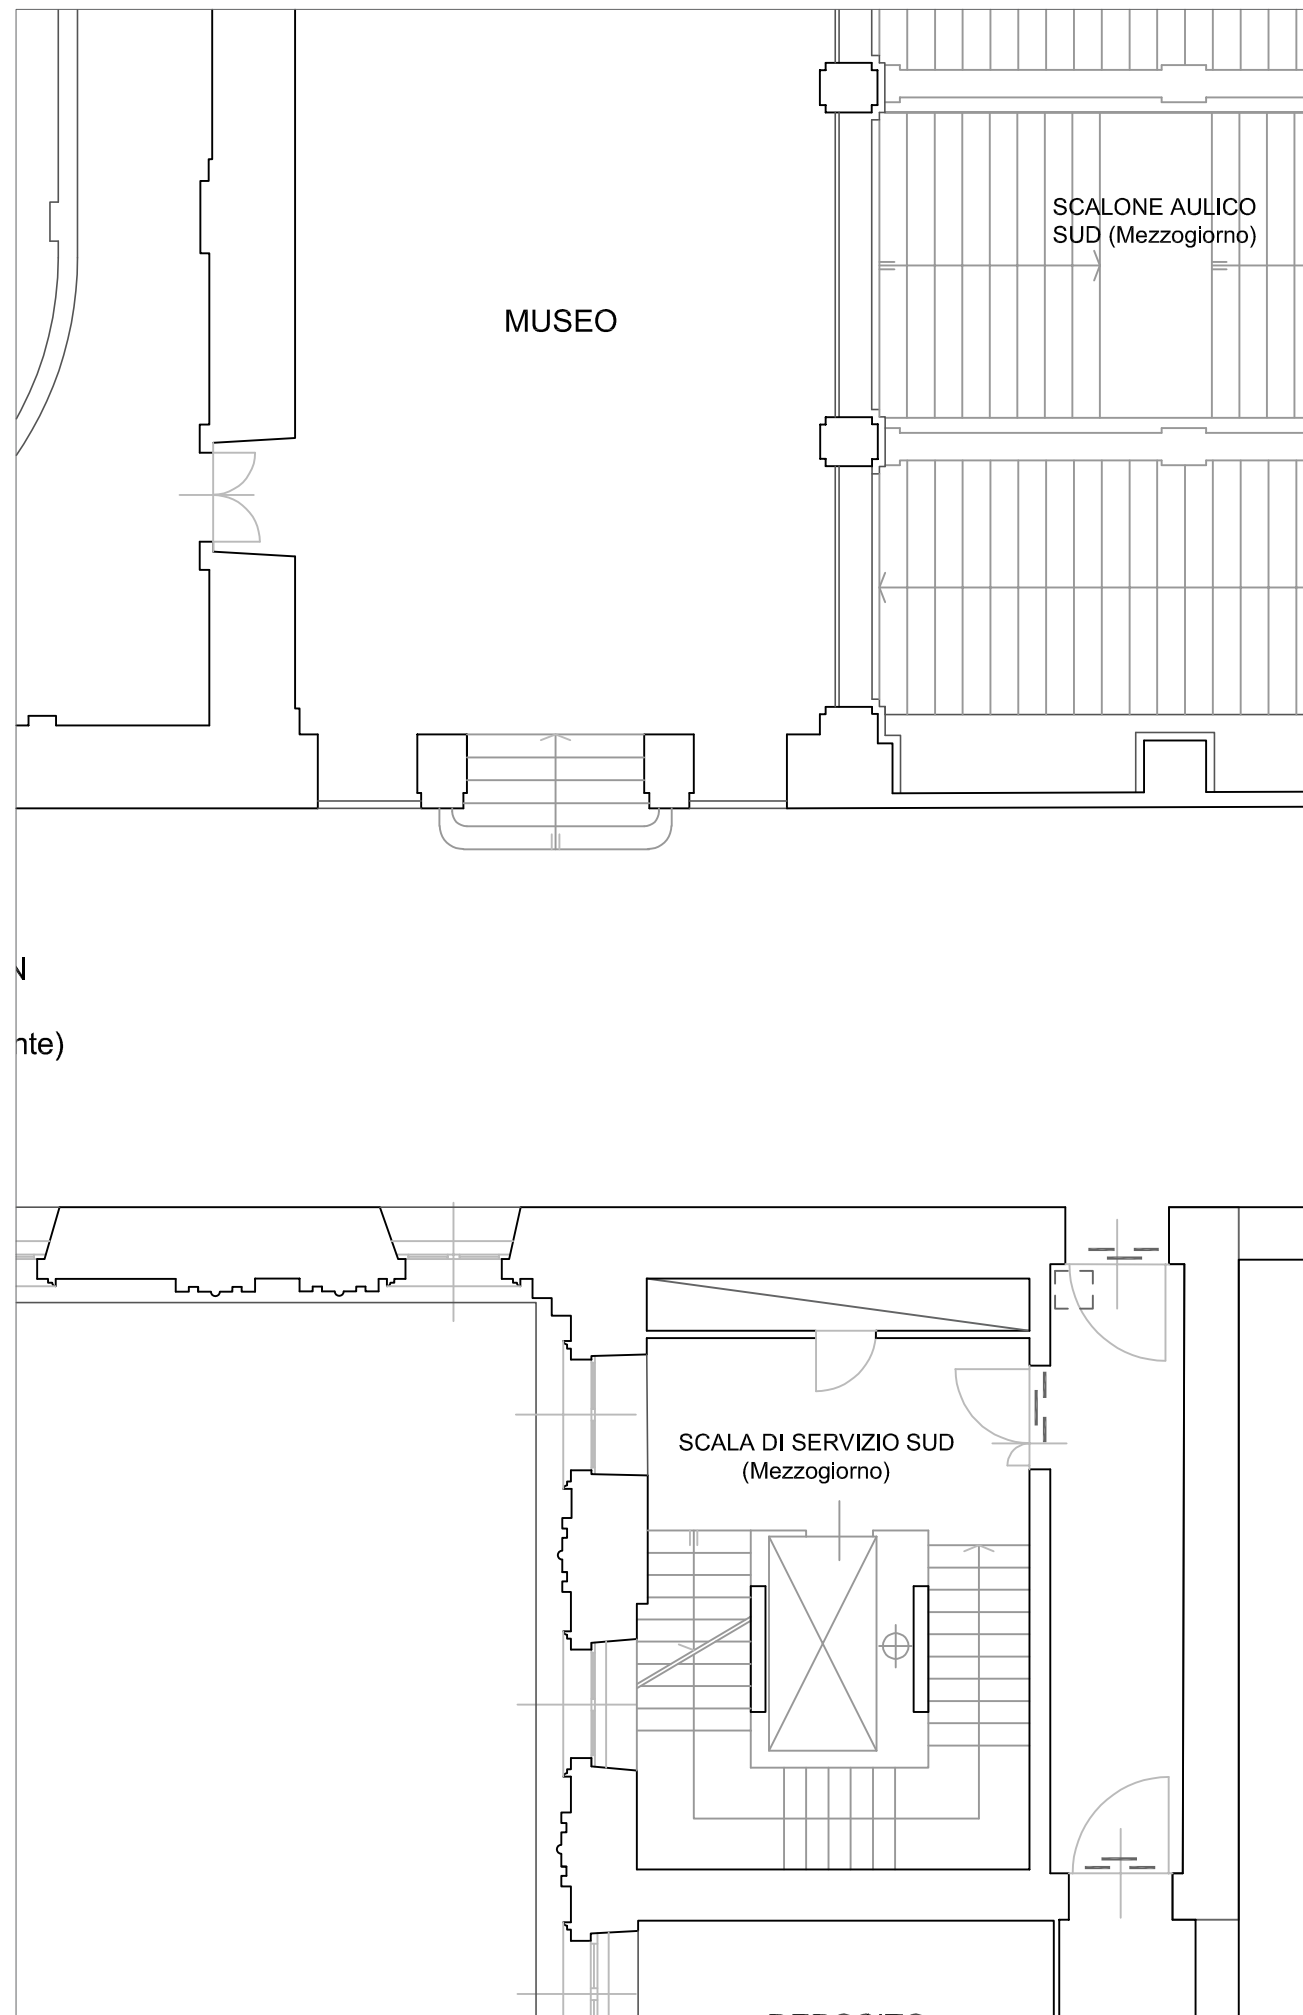 SCALONE AULICO
SUD (Mezzogiorno)
MUSEO
N
nte)
SCALA DI SERVIZIO SUD
(Mezzogiorno)